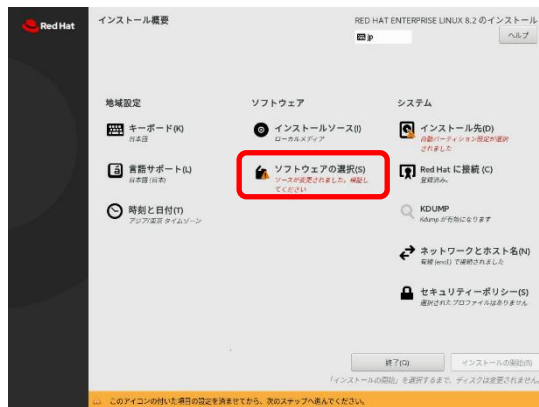 Red Hat
インストール概要
RED HAT ENTERPRISE LINUX 8.2 のインストール
jp
ヘルプ
地域設定
キーボード(K)
日本語
言語サポート(L)
日本語 (日本)
時刻と日付(T)
アジア/東京 タイムゾーン
ソフトウェア
インストールソース(I)
ローカルメディア
ソフトウェアの選択(S)
ソースが変更されました。検証し
てください
システム
インストール先(D)
自動パーティション設定が選択
されました
Red Hat に接続 (C)
登録済み。
KDUMP
Kdump が有効になります
ネットワークとホスト名(N)
有線 (eno1) で接続されました
セキュリティーポリシー(S)
選択されたプロファイルはありません
終了(Q)
インストールの開始(B)
「インストールの開始」を選択するまで、ディスクは変更されません。
このアイコンの付いた項目の設定を済ませてから、次のステップへ進んでください。